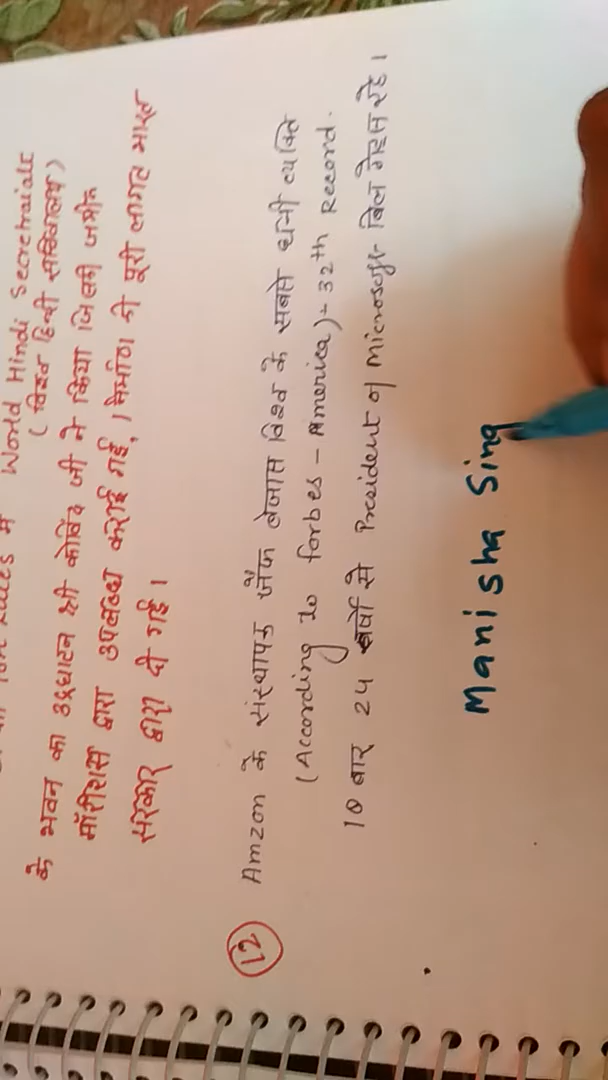 World Hindi Secretraiate
(विश्व हिन्दी सचिवालय)
के भवन का उद्घाटन श्री कोविंद जी ने किया जिसकी जमीन
मॉरीशस द्वारा उपलब्ध कराई गई, । निर्माण की पूरी लागत भारत
सरकार द्वारा दी गई ।
12 Amzon के संस्थापक जैफ बेजास विश्व के सबसे धनी व्यक्ति
(According to forbes - America) - 32th Record.
10 बार 24 वर्षो से President of Microsoft बिल गेट्स रहे ।
Manisha Sing